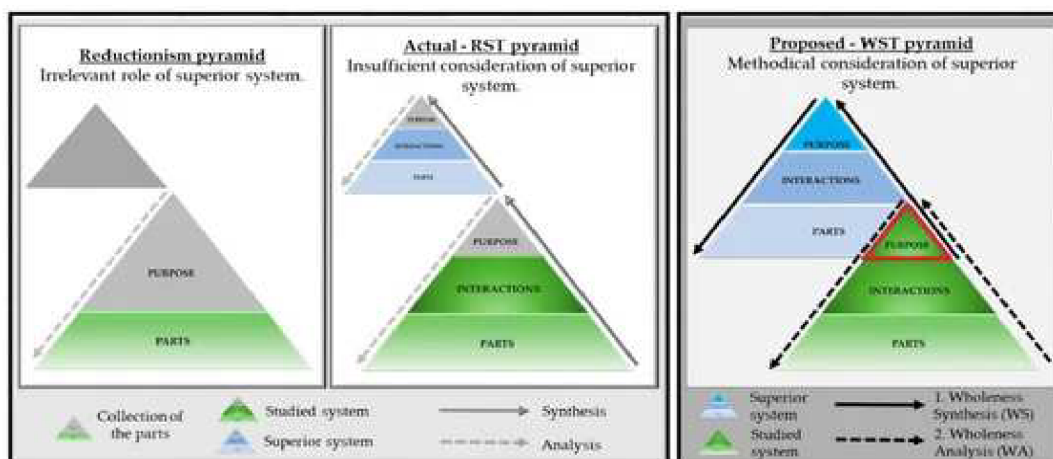 Reductionism pyramid
Irrelevant role of superior system.
PURPOSE
PARTS
Actual - RST pyramid
Insufficient consideration of superior
system.
PURPOSE
INTERACTIONS
PARTS
PURPOSE
INTERACTIONS
PARTS
Collection of
the parts
Studied system
Superior system
Synthesis
Analysis
Proposed - WST pyramid
Methodical consideration of superior
system.
PURPOSE
INTERACTIONS
PARTS
PURPOSE
INTERACTIONS
PARTS
Superior
system
Studied
system
1. Wholeness
Synthesis (WS)
2. Wholeness
Analysis (WA)